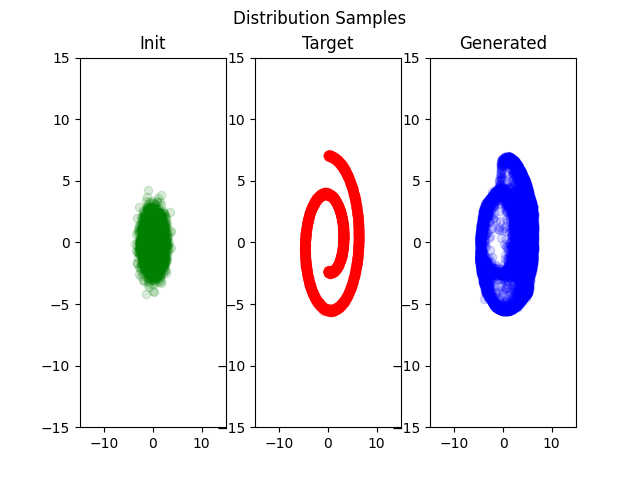 Distribution Samples
Init Target Generated
15 15 15
10 10 10
5 5 5
0 0 0
−5 −5 −5
−10 −10 −10
−15 −15 −15
−10 0 10 −10 0 10 −10 0 10